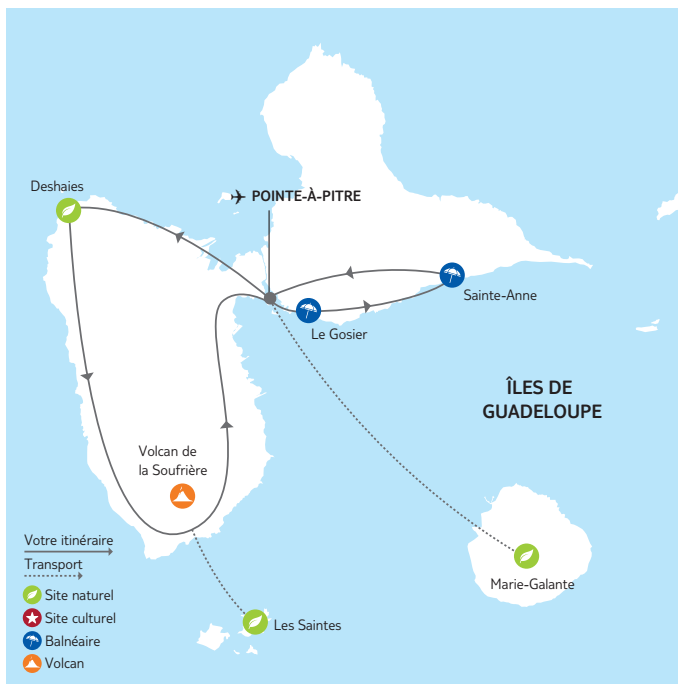 Deshaies
POINTE-À-PITRE
Sainte-Anne
Le Gosier
ÎLES DE
GUADELOUPE
Volcan de
la Soufrière
Marie-Galante
Les Saintes
Votre itinéraire
Transport
Site naturel
Site culturel
Balnéaire
Volcan